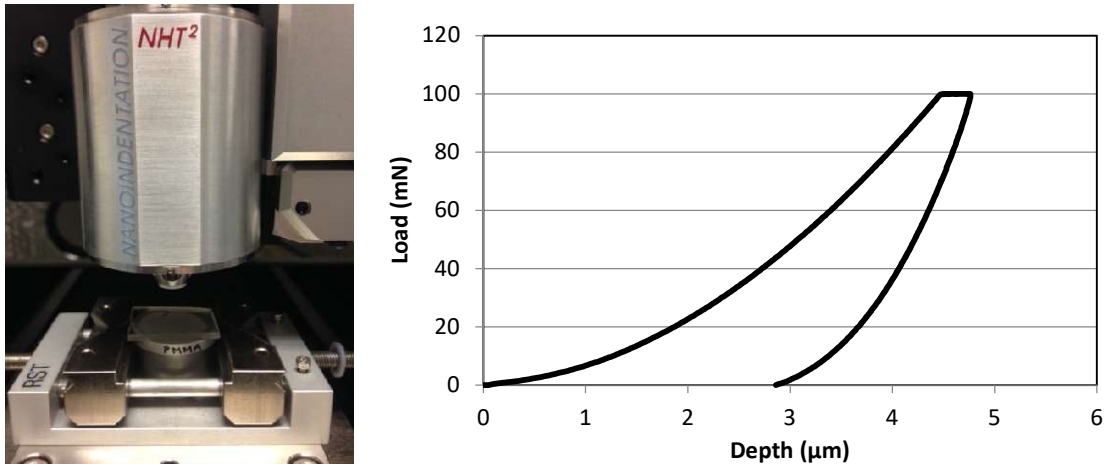 NANOINDENTATION
NHT²
PMMA
RST
120
100
80
60
40
20
0
Load (mN)
0 1 2 3 4 5 6
Depth (µm)